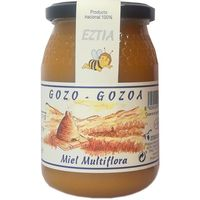 Producto
nacional 100%
EZTIA
GOZO - GOZOA
Miel Multiflora